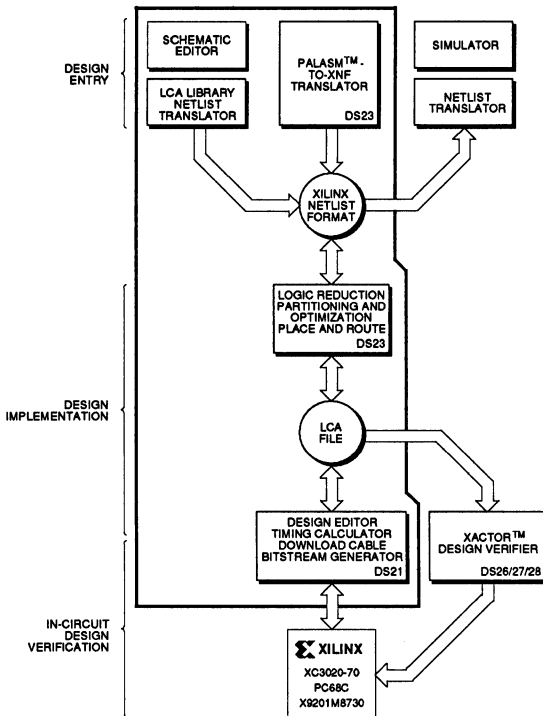 DESIGN
ENTRY
SCHEMATIC
EDITOR
LCA LIBRARY
NETLIST
TRANSLATOR
PALASM™-
TO-XNF
TRANSLATOR
DS23
SIMULATOR
NETLIST
TRANSLATOR
XILINX
NETLIST
FORMAT
DESIGN
IMPLEMENTATION
LOGIC REDUCTION
PARTITIONING AND
OPTIMIZATION
PLACE AND ROUTE
DS23
LCA
FILE
DESIGN EDITOR
TIMING CALCULATOR
DOWNLOAD CABLE
BITSTREAM GENERATOR
DS21
XACTOR™
DESIGN VERIFIER
DS26/27/28
IN-CIRCUIT
DESIGN
VERIFICATION
XILINX
XC3020-70
PC68C
X9201M8730